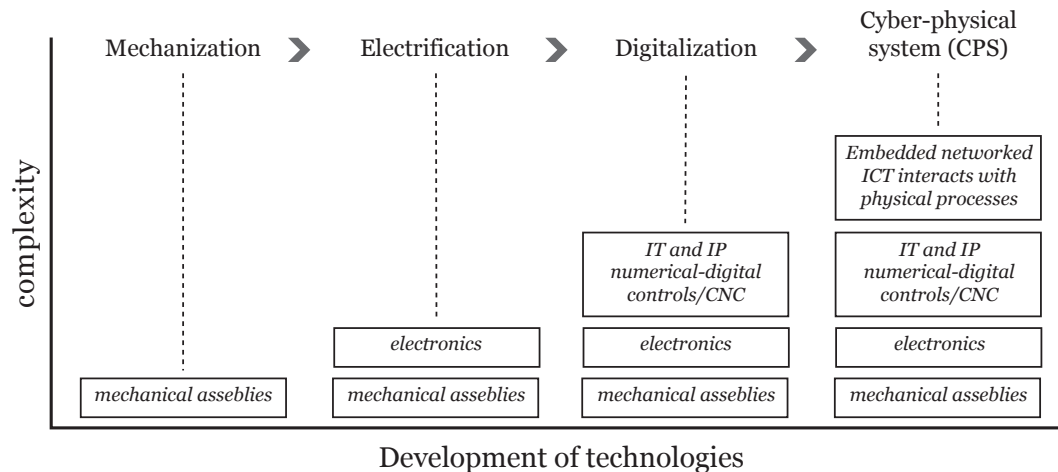 Mechanization
Electrification
Digitalization
Cyber-physical
system (CPS)
Embedded networked
ICT interacts with
physical processes
IT and IP
numerical-digital
controls/CNC
IT and IP
numerical-digital
controls/CNC
electronics
electronics
electronics
mechanical asseblies
mechanical asseblies
mechanical asseblies
mechanical asseblies
complexity
Development of technologies